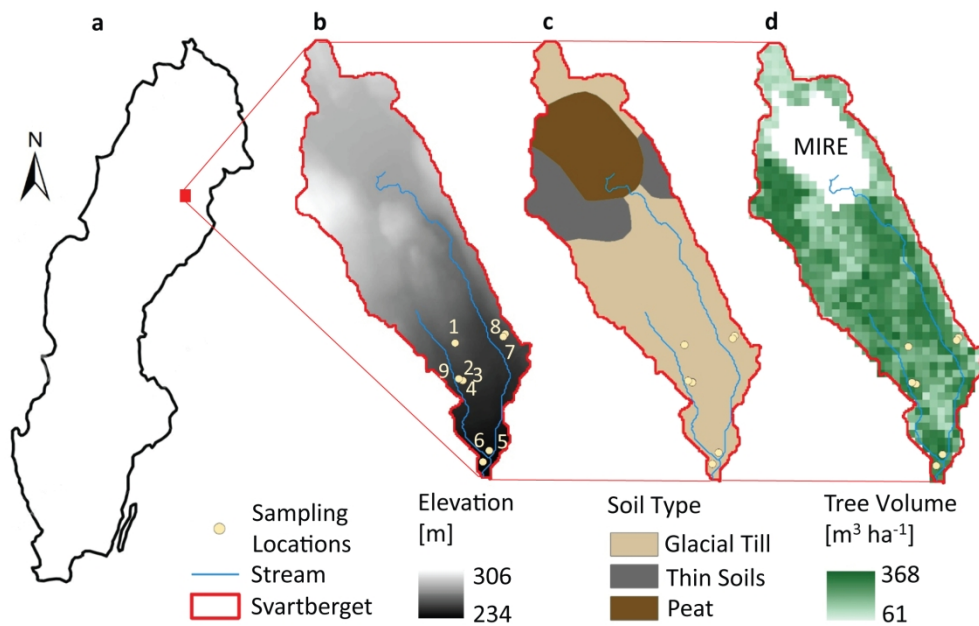 a
b
c
d
N
MIRE
1
8
7
9
2
3
4
6
5
Sampling
Locations
Stream
Svartberget
Elevation
[m]
306
234
Soil Type
Glacial Till
Thin Soils
Peat
Tree Volume
[m³ ha⁻¹]
368
61